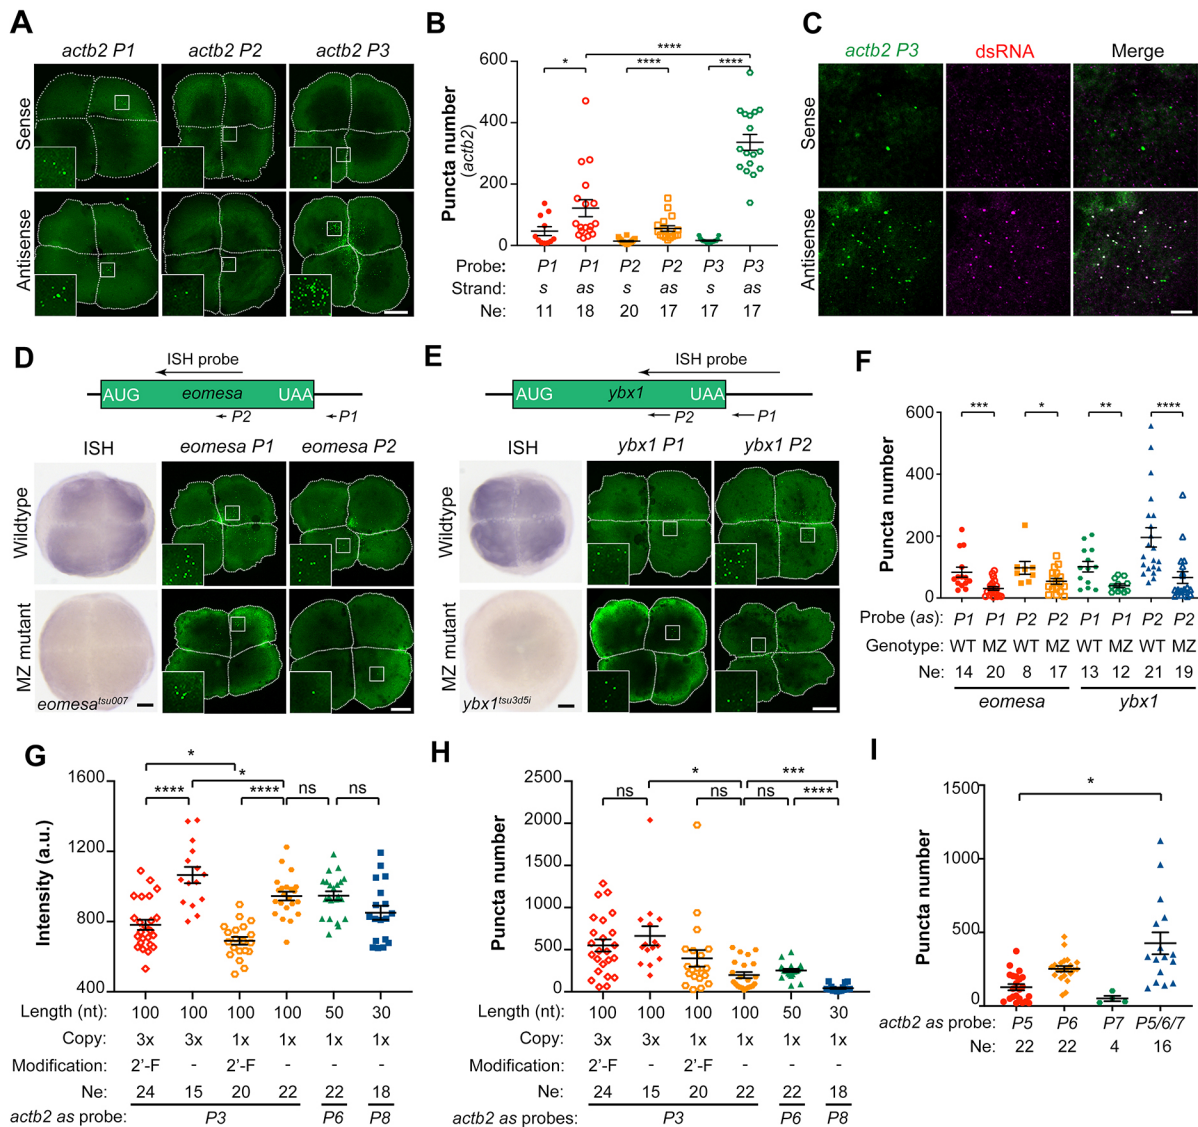 A
actb2 P1 actb2 P2 actb2 P3
Sense
Antisense
B
Puncta number
(actb2)
600
400
200
0
* **** **** ****
Probe: P1 P1 P2 P2 P3 P3
Strand: s as s as s as
Ne: 11 18 20 17 17 17
C
actb2 P3 dsRNA Merge
Sense
Antisense
D
ISH probe
AUG eomesa UAA
P2 P1
ISH eomesa P1 eomesa P2
Wildtype
MZ mutant
eomesa^tsu007
E
ISH probe
AUG ybx1 UAA
P2 P1
ISH ybx1 P1 ybx1 P2
Wildtype
MZ mutant
ybx1^tsu3d5i
F
Puncta number
600
400
200
0
*** * ** ****
Probe (as): P1 P1 P2 P2 P1 P1 P2 P2
Genotype: WT MZ WT MZ WT MZ WT MZ
Ne: 14 20 8 17 13 12 21 19
eomesa ybx1
G
Intensity (a.u.)
1600
1200
800
400
* * **** **** ns ns
Length (nt): 100 100 100 100 50 30
Copy: 3x 3x 1x 1x 1x 1x
Modification: 2'-F - 2'-F - - -
Ne: 24 15 20 22 22 18
actb2 as probe: P3 P6 P8
H
Puncta number
2500
2000
1500
1000
500
0
* *** ns ns ns ****
Length (nt): 100 100 100 100 50 30
Copy: 3x 3x 1x 1x 1x 1x
Modification: 2'-F - 2'-F - - -
Ne: 24 15 20 22 22 18
actb2 as probes: P3 P6 P8
I
Puncta number
1500
1000
500
0
*
actb2 as probe: P5 P6 P7 P5/6/7
Ne: 22 22 4 16